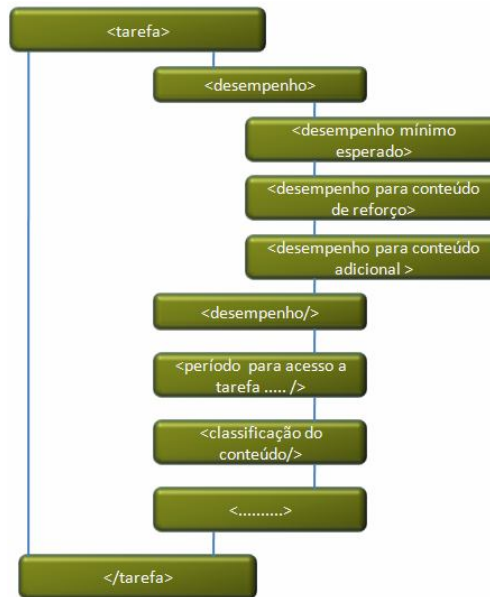 <tarefa>
<desempenho>
<desempenho mínimo
esperado>
<desempenho para conteúdo
de reforço>
<desempenho para conteúdo
adicional >
<desempenho/>
<período para acesso a
tarefa ..... />
<classificação do
conteúdo/>
<..........>
</tarefa>